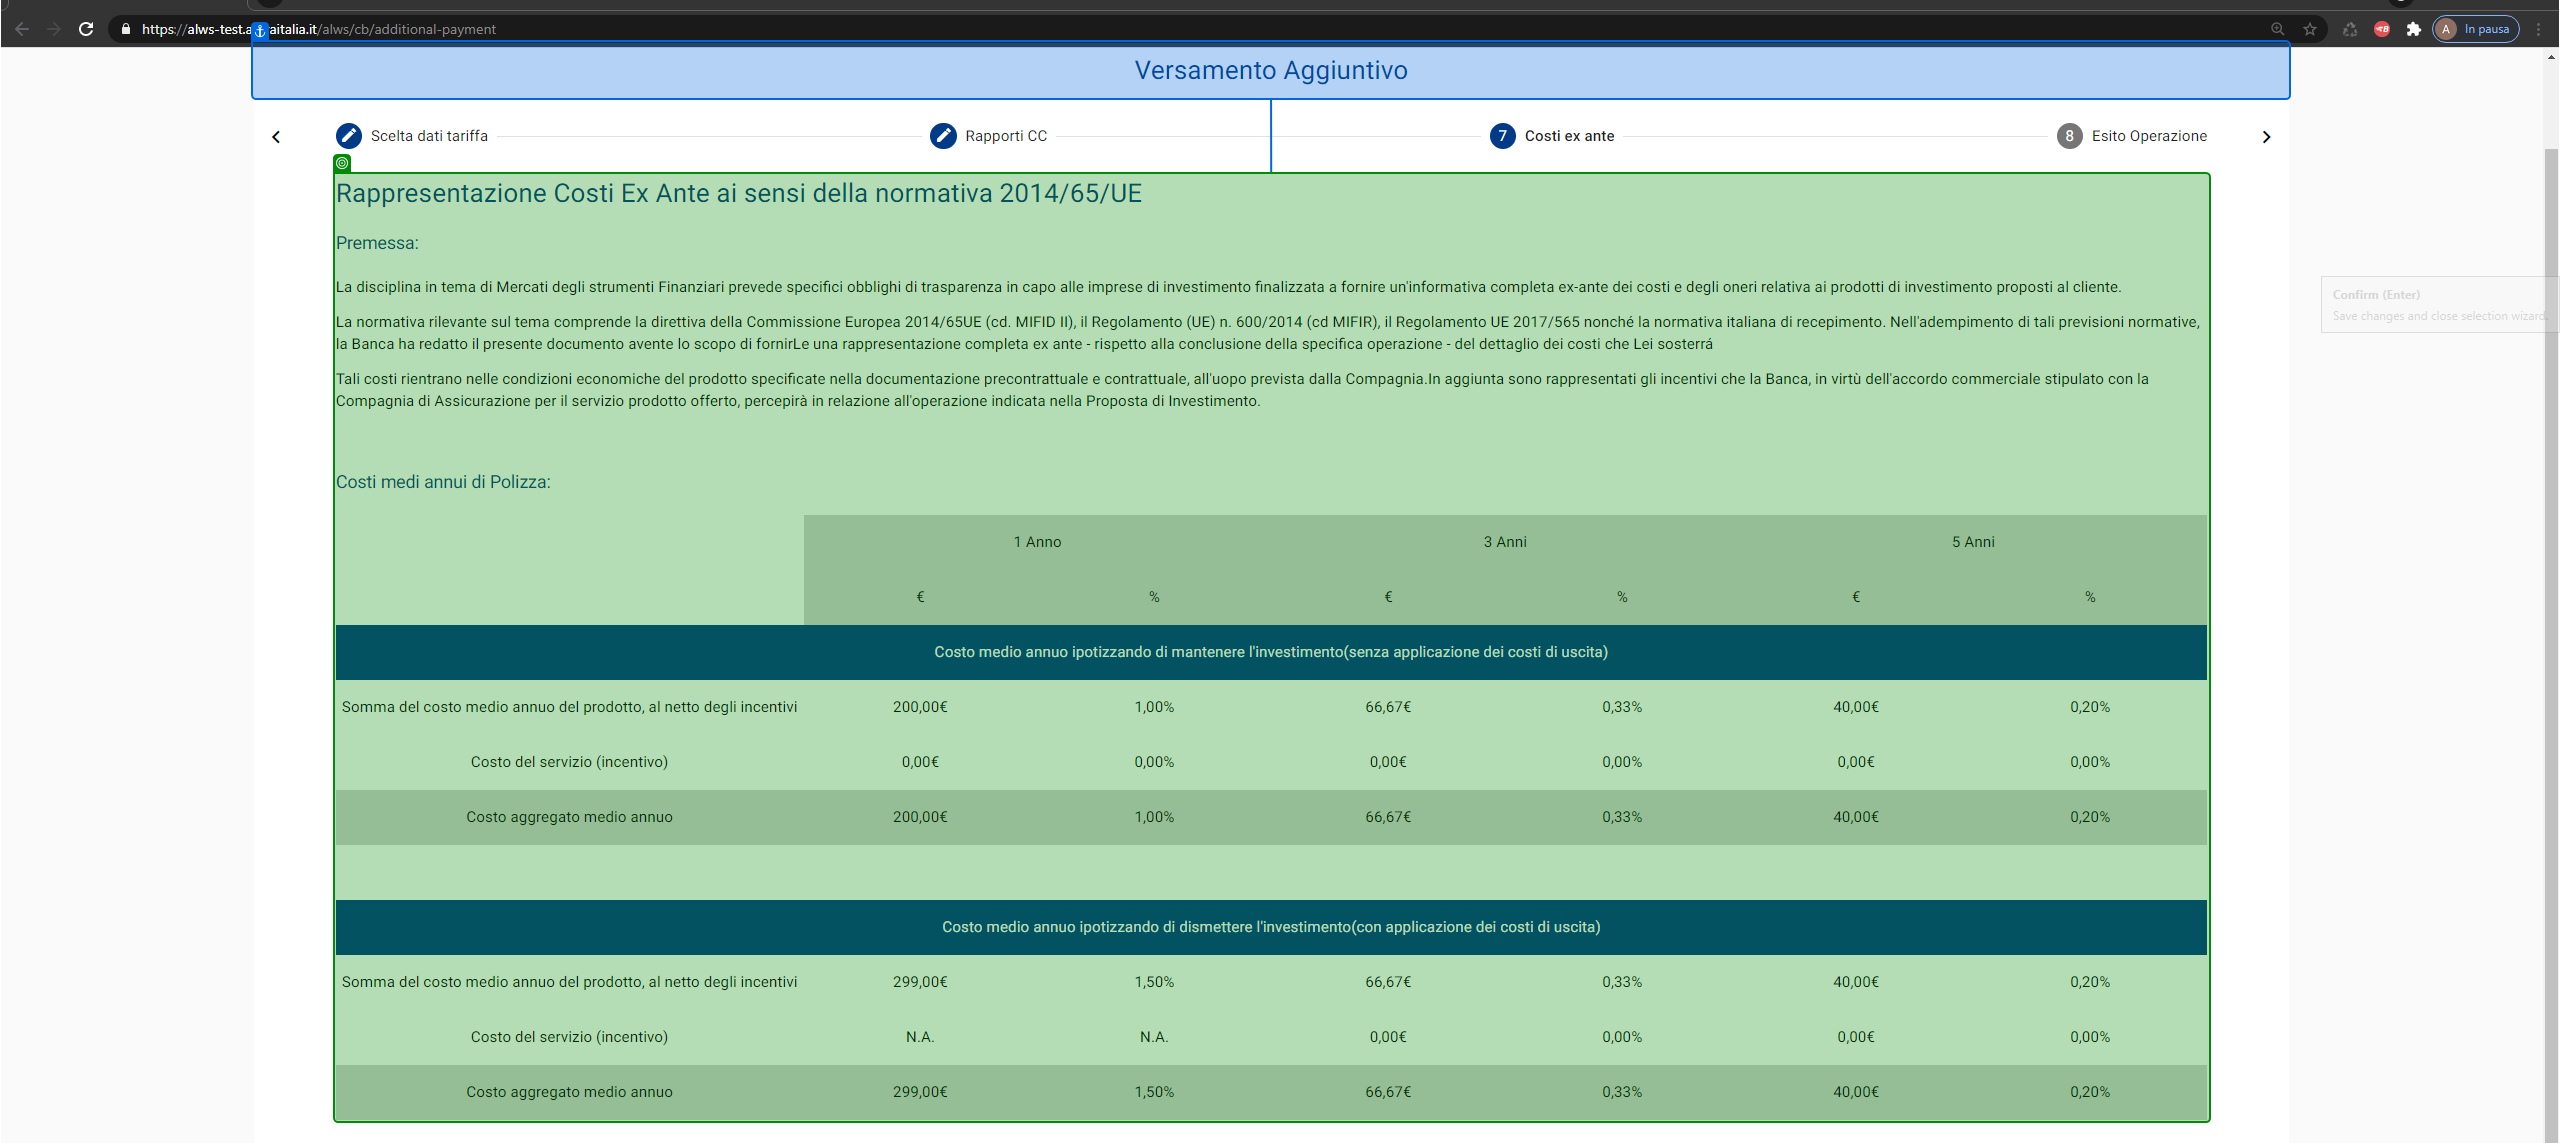 https://alws-test.a aitalia.it/alws/cb/additional-payment
A In pausa
Versamento Aggiuntivo
Scelta dati tariffa Rapporti CC 7 Costi ex ante 8 Esito Operazione
Rappresentazione Costi Ex Ante ai sensi della normativa 2014/65/UE
Premessa:
La disciplina in tema di Mercati degli strumenti Finanziari prevede specifici obblighi di trasparenza in capo alle imprese di investimento finalizzata a fornire un'informativa completa ex-ante dei costi e degli oneri relativa ai prodotti di investimento proposti al cliente.
Confirm (Enter)
Save changes and close selection wizard.
La normativa rilevante sul tema comprende la direttiva della Commissione Europea 2014/65UE (cd. MIFID II), il Regolamento (UE) n. 600/2014 (cd MIFIR), il Regolamento UE 2017/565 nonché la normativa italiana di recepimento. Nell'adempimento di tali previsioni normative,
la Banca ha redatto il presente documento avente lo scopo di fornirLe una rappresentazione completa ex ante - rispetto alla conclusione della specifica operazione - del dettaglio dei costi che Lei sosterrá
Tali costi rientrano nelle condizioni economiche del prodotto specificate nella documentazione precontrattuale e contrattuale, all'uopo prevista dalla Compagnia.In aggiunta sono rappresentati gli incentivi che la Banca, in virtù dell'accordo commerciale stipulato con la
Compagnia di Assicurazione per il servizio prodotto offerto, percepirà in relazione all'operazione indicata nella Proposta di Investimento.
Costi medi annui di Polizza:
1 Anno 3 Anni 5 Anni
€ % € % € %
Costo medio annuo ipotizzando di mantenere l'investimento(senza applicazione dei costi di uscita)
Somma del costo medio annuo del prodotto, al netto degli incentivi 200,00€ 1,00% 66,67€ 0,33% 40,00€ 0,20%
Costo del servizio (incentivo) 0,00€ 0,00% 0,00€ 0,00% 0,00€ 0,00%
Costo aggregato medio annuo 200,00€ 1,00% 66,67€ 0,33% 40,00€ 0,20%
Costo medio annuo ipotizzando di dismettere l'investimento(con applicazione dei costi di uscita)
Somma del costo medio annuo del prodotto, al netto degli incentivi 299,00€ 1,50% 66,67€ 0,33% 40,00€ 0,20%
Costo del servizio (incentivo) N.A. N.A. 0,00€ 0,00% 0,00€ 0,00%
Costo aggregato medio annuo 299,00€ 1,50% 66,67€ 0,33% 40,00€ 0,20%